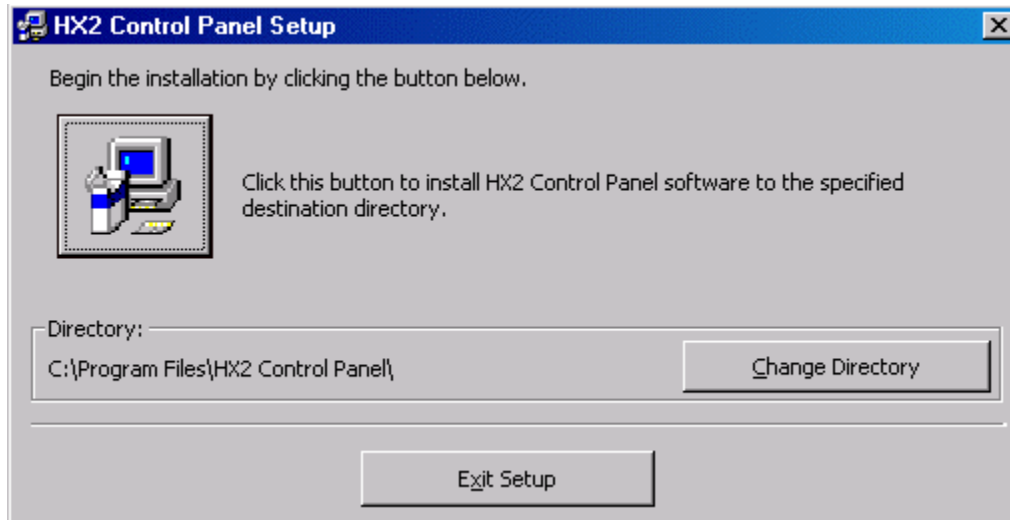 HX2 Control Panel Setup
Begin the installation by clicking the button below.
Click this button to install HX2 Control Panel software to the specified
destination directory.
Directory:
C:\Program Files\HX2 Control Panel\
Change Directory
Exit Setup